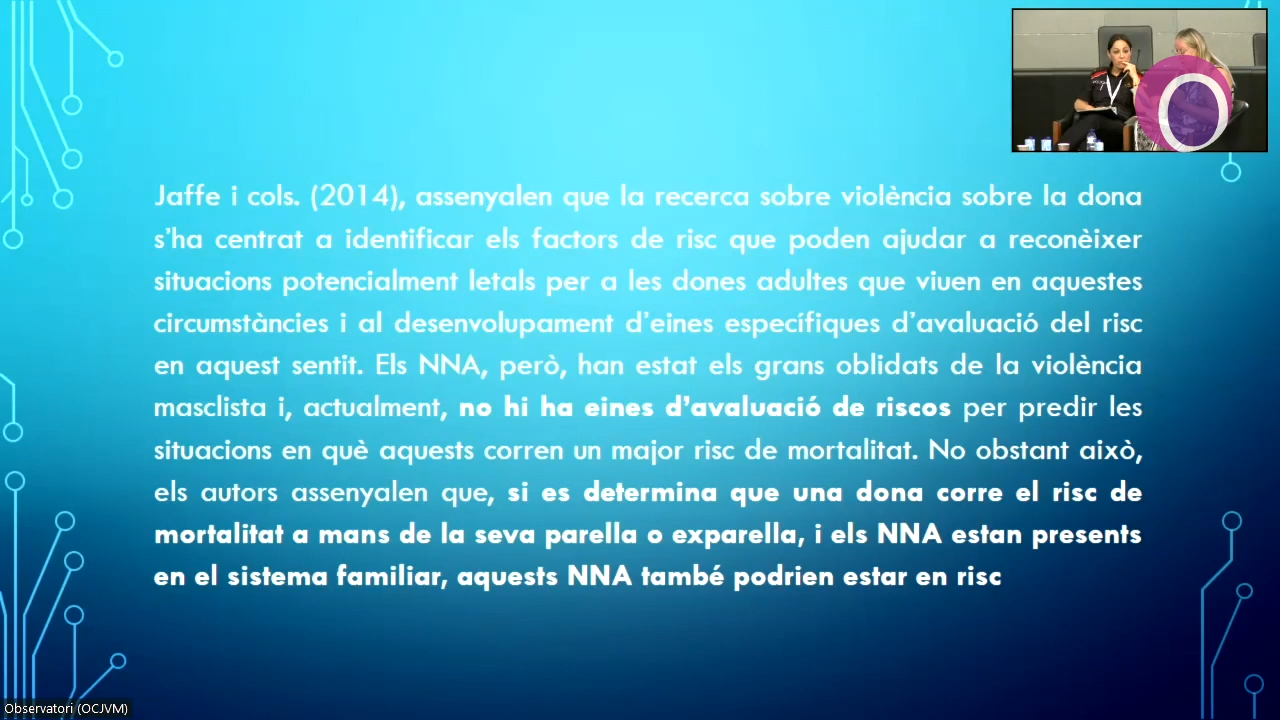 Jaffe i cols. (2014), assenyalen que la recerca sobre violència sobre la dona
s'ha centrat a identificar els factors de risc que poden ajudar a reconèixer
situacions potencialment letals per a les dones adultes que viuen en aquestes
circumstàncies i al desenvolupament d'eines específiques d'avaluació del risc
en aquest sentit. Els NNA, però, han estat els grans oblidats de la violència
masclista i, actualment, no hi ha eines d'avaluació de riscos per predir les
situacions en què aquests corren un major risc de mortalitat. No obstant això,
els autors assenyalen que, si es determina que una dona corre el risc de
mortalitat a mans de la seva parella o exparella, i els NNA estan presents
en el sistema familiar, aquests NNA també podrien estar en risc
Observatori (OCJVM)